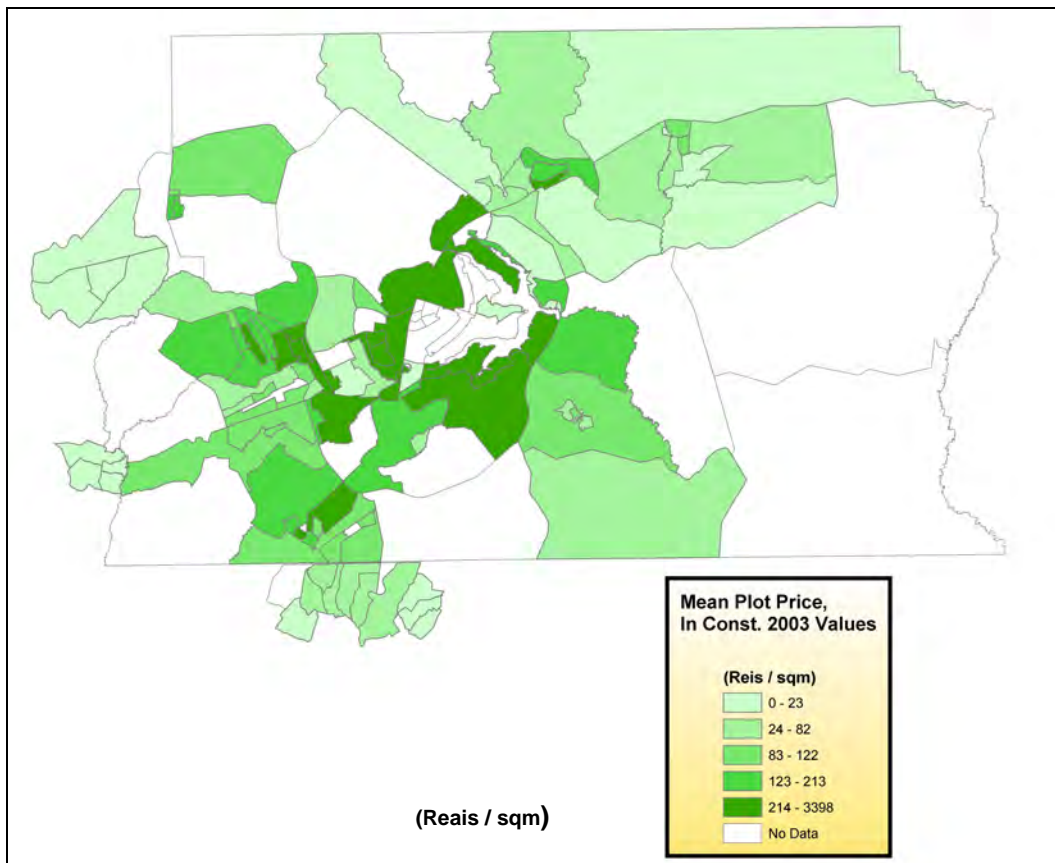 Mean Plot Price,
In Const. 2003 Values
(Reis / sqm)
0 - 23
24 - 82
83 - 122
123 - 213
214 - 3398
No Data
(Reais / sqm)